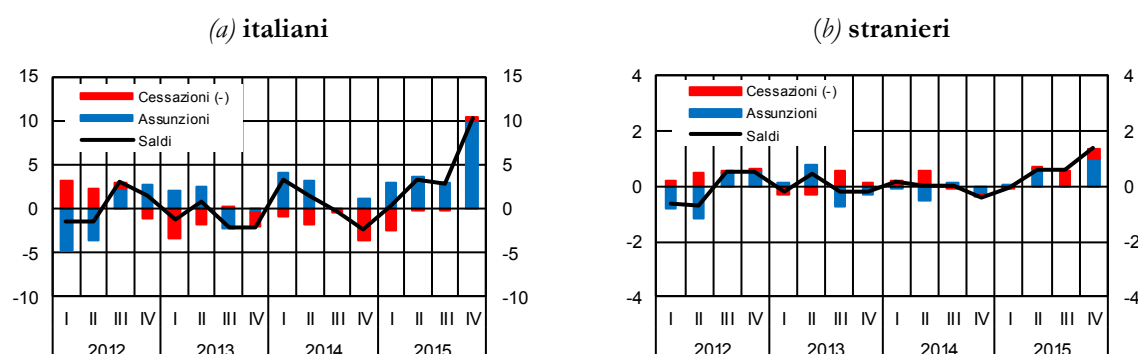 (a) italiani
15 15
10 10
5 5
0 0
-5 -5
-10 -10
Cessazioni (-)
Assunzioni
Saldi
I II III IV I II III IV I II III IV I II III IV
2012 2013 2014 2015
(b) stranieri
4 4
2 2
0 0
-2 -2
-4 -4
Cessazioni (-)
Assunzioni
Saldi
I II III IV I II III IV I II III IV I II III IV
2012 2013 2014 2015